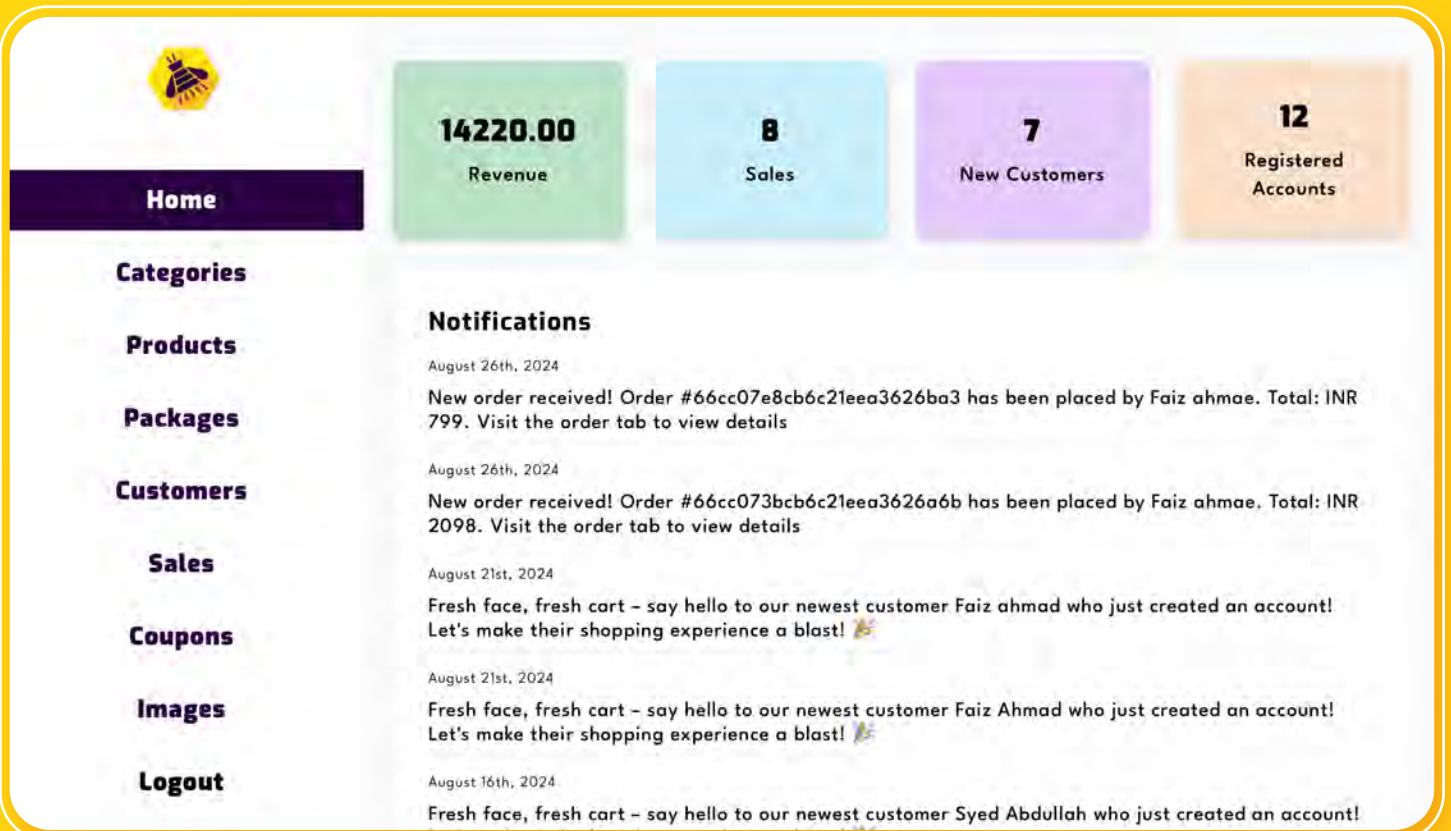 Home
Categories
Products
Packages
Customers
Sales
Coupons
Images
Logout
14220.00
Revenue
8
Sales
7
New Customers
12
Registered
Accounts
Notifications
August 26th, 2024
New order received! Order #66cc07e8cb6c21eea3626ba3 has been placed by Faiz ahmae. Total: INR
799. Visit the order tab to view details
August 26th, 2024
New order received! Order #66cc073bcb6c21eea3626a6b has been placed by Faiz ahmae. Total: INR
2098. Visit the order tab to view details
August 21st, 2024
Fresh face, fresh cart – say hello to our newest customer Faiz ahmad who just created an account!
Let's make their shopping experience a blast! 🎉
August 21st, 2024
Fresh face, fresh cart – say hello to our newest customer Faiz Ahmad who just created an account!
Let's make their shopping experience a blast! 🎉
August 16th, 2024
Fresh face, fresh cart – say hello to our newest customer Syed Abdullah who just created an account!